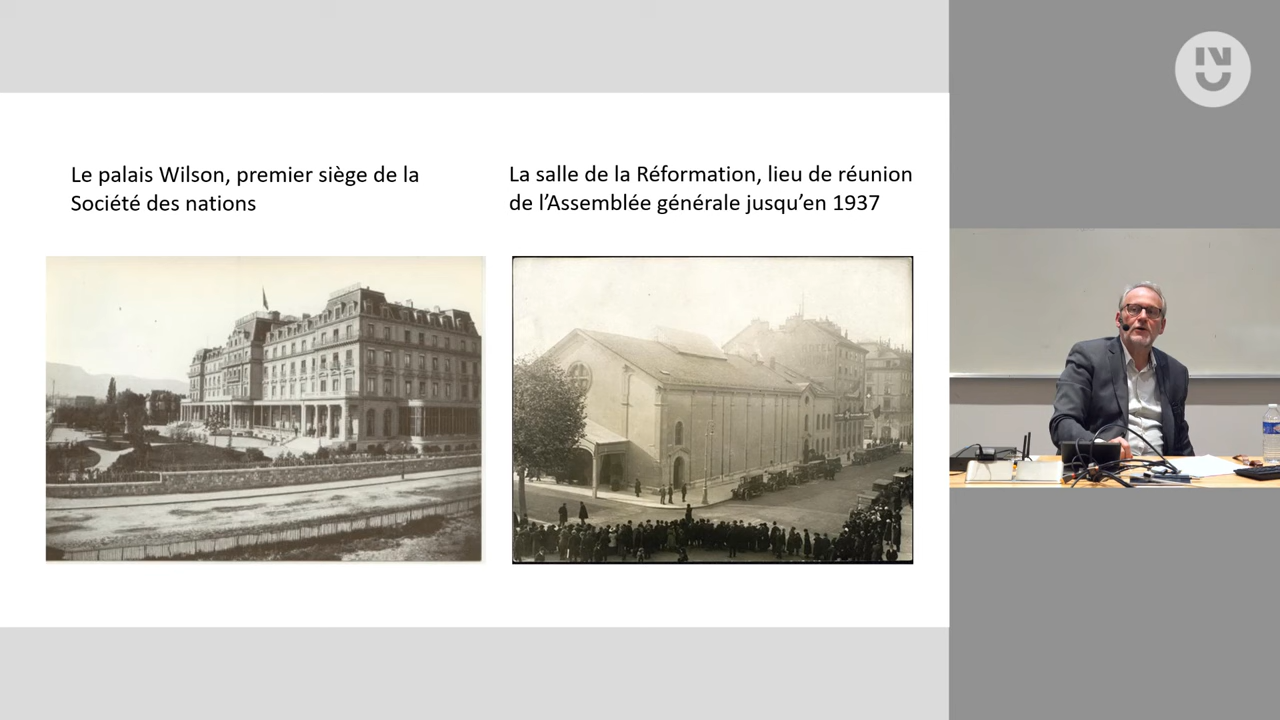 Le palais Wilson, premier siège de la
Société des nations
La salle de la Réformation, lieu de réunion
de l'Assemblée générale jusqu'en 1937